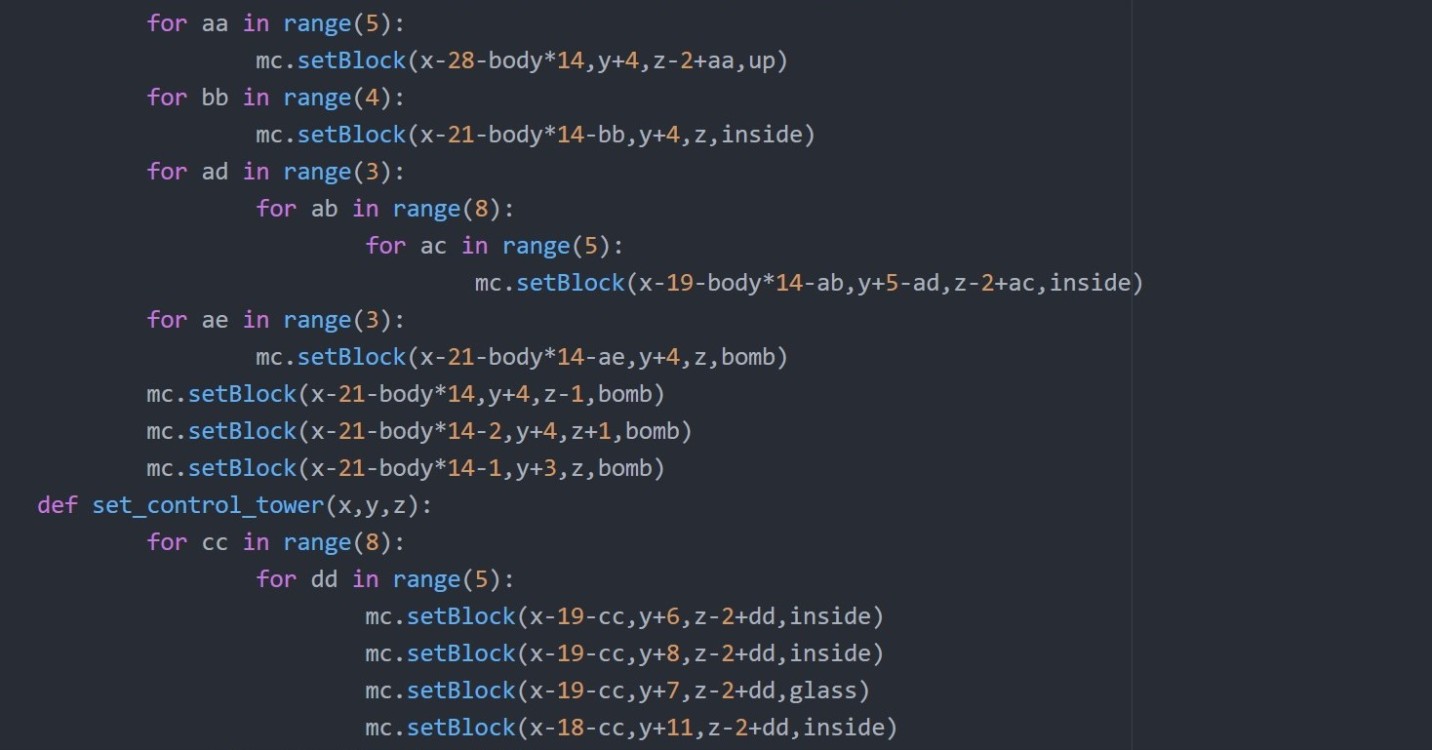 for aa in range(5):
mc.setBlock(x-28-body*14,y+4,z-2+aa,up)
for bb in range(4):
mc.setBlock(x-21-body*14-bb,y+4,z,inside)
for ad in range(3):
for ab in range(8):
for ac in range(5):
mc.setBlock(x-19-body*14-ab,y+5-ad,z-2+ac,inside)
for ae in range(3):
mc.setBlock(x-21-body*14-ae,y+4,z,bomb)
mc.setBlock(x-21-body*14,y+4,z-1,bomb)
mc.setBlock(x-21-body*14-2,y+4,z+1,bomb)
mc.setBlock(x-21-body*14-1,y+3,z,bomb)
def set_control_tower(x,y,z):
for cc in range(8):
for dd in range(5):
mc.setBlock(x-19-cc,y+6,z-2+dd,inside)
mc.setBlock(x-19-cc,y+8,z-2+dd,inside)
mc.setBlock(x-19-cc,y+7,z-2+dd,glass)
mc.setBlock(x-18-cc,y+11,z-2+dd,inside)